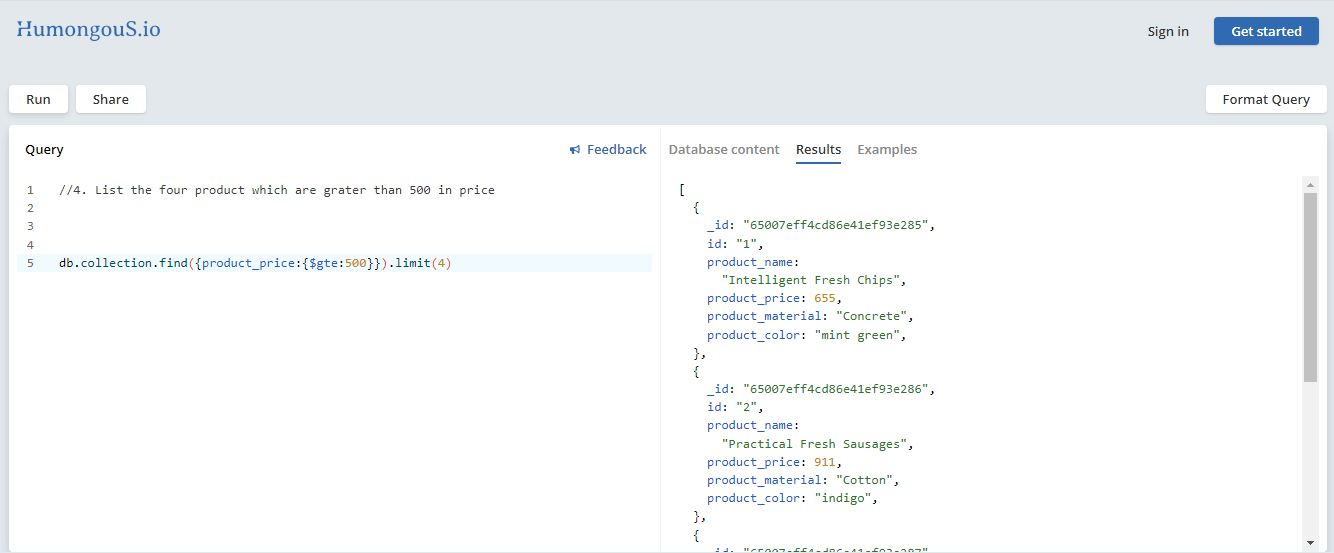 HumongouS.io
Sign in
Get started
Run
Share
Format Query
Query
Feedback
Database content
Results
Examples
1 //4. List the four product which are grater than 500 in price
2
3
4
5 db.collection.find({product_price:{$gte:500}}).limit(4)
[
{
_id: "65007eff4cd86e41ef93e285",
id: "1",
product_name:
"Intelligent Fresh Chips",
product_price: 655,
product_material: "Concrete",
product_color: "mint green",
},
{
_id: "65007eff4cd86e41ef93e286",
id: "2",
product_name:
"Practical Fresh Sausages",
product_price: 911,
product_material: "Cotton",
product_color: "indigo",
},
{
_id: "65007eff4cd86e41ef93e287"